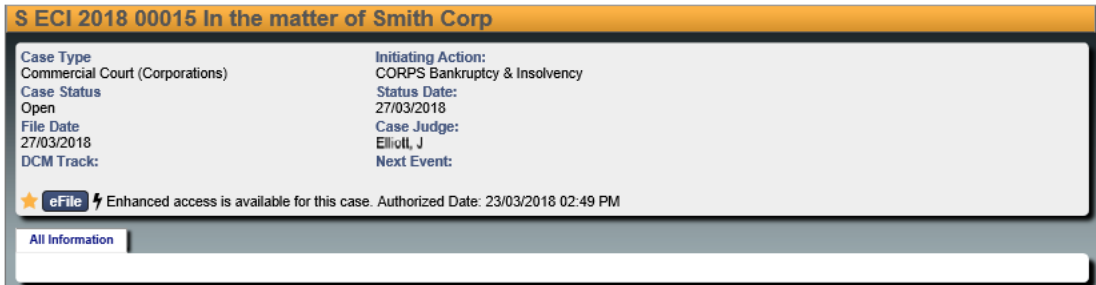 S ECI 2018 00015 In the matter of Smith Corp
Case Type
Commercial Court (Corporations)
Case Status
Open
File Date
27/03/2018
DCM Track:
Initiating Action:
CORPS Bankruptcy & Insolvency
Status Date:
27/03/2018
Case Judge:
Elliott, J
Next Event:
eFile Enhanced access is available for this case. Authorized Date: 23/03/2018 02:49 PM
All Information